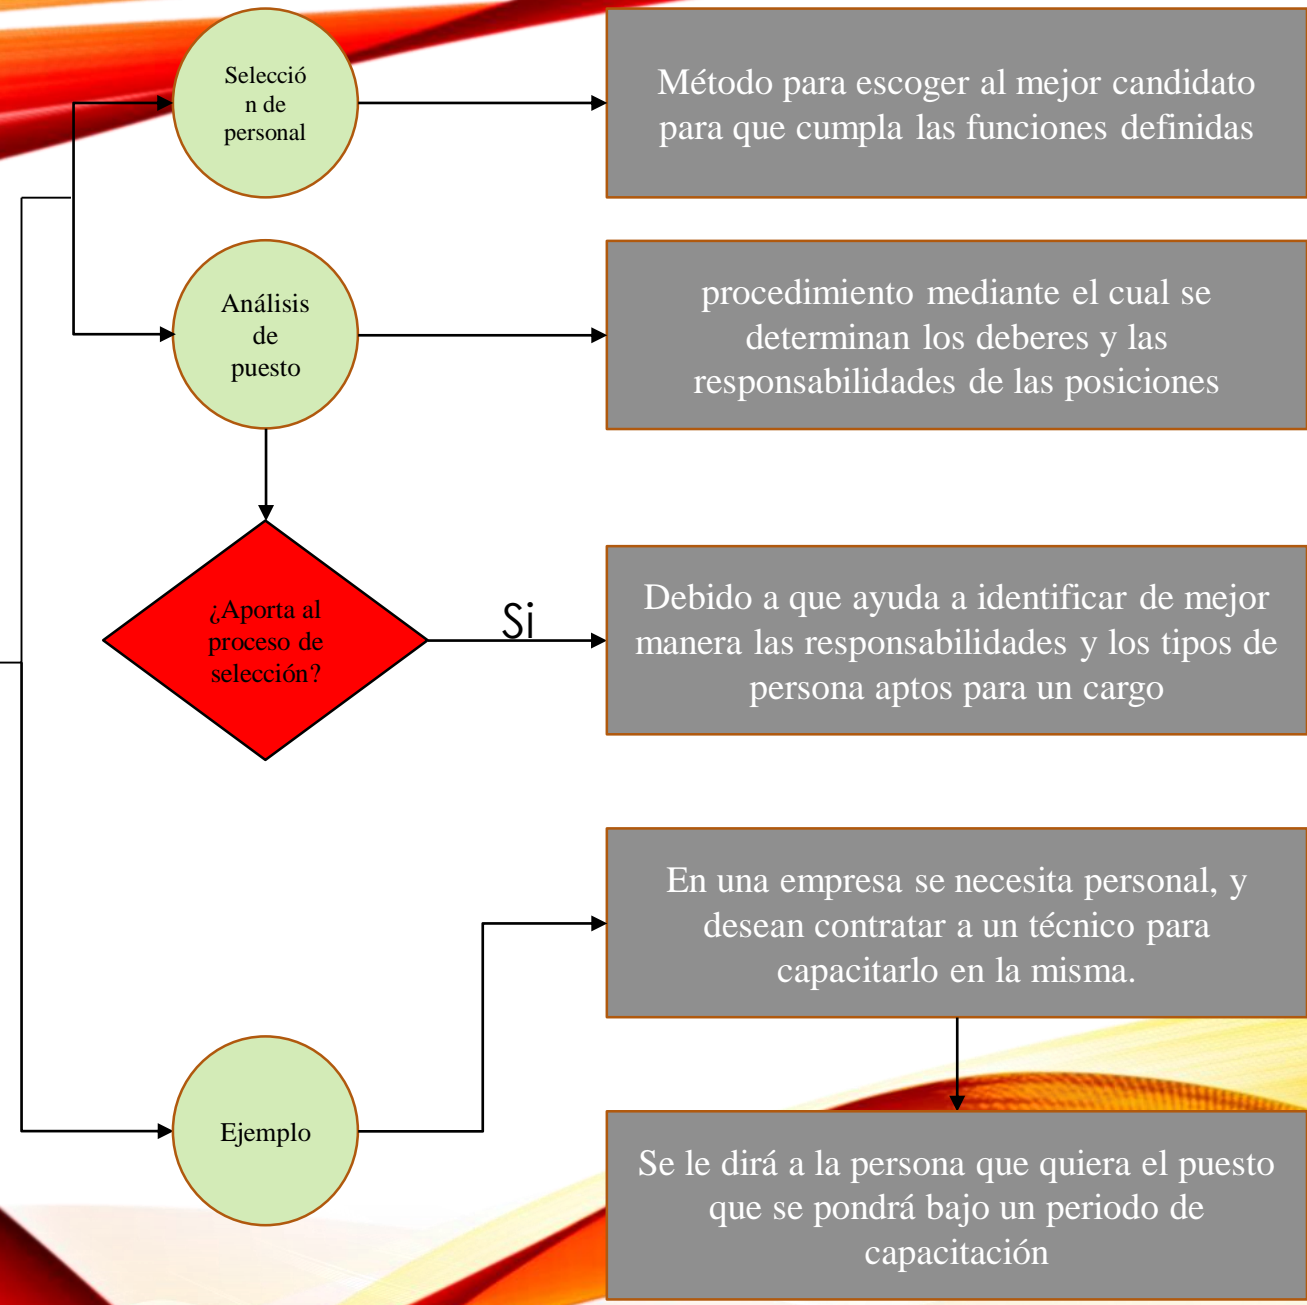 Selecció
n de
personal
Método para escoger al mejor candidato
para que cumpla las funciones definidas
Análisis
de
puesto
procedimiento mediante el cual se
determinan los deberes y las
responsabilidades de las posiciones
¿Aporta al
proceso de
selección?
Si
Debido a que ayuda a identificar de mejor
manera las responsabilidades y los tipos de
persona aptos para un cargo
En una empresa se necesita personal, y
desean contratar a un técnico para
capacitarlo en la misma.
Ejemplo
Se le dirá a la persona que quiera el puesto
que se pondrá bajo un periodo de
capacitación